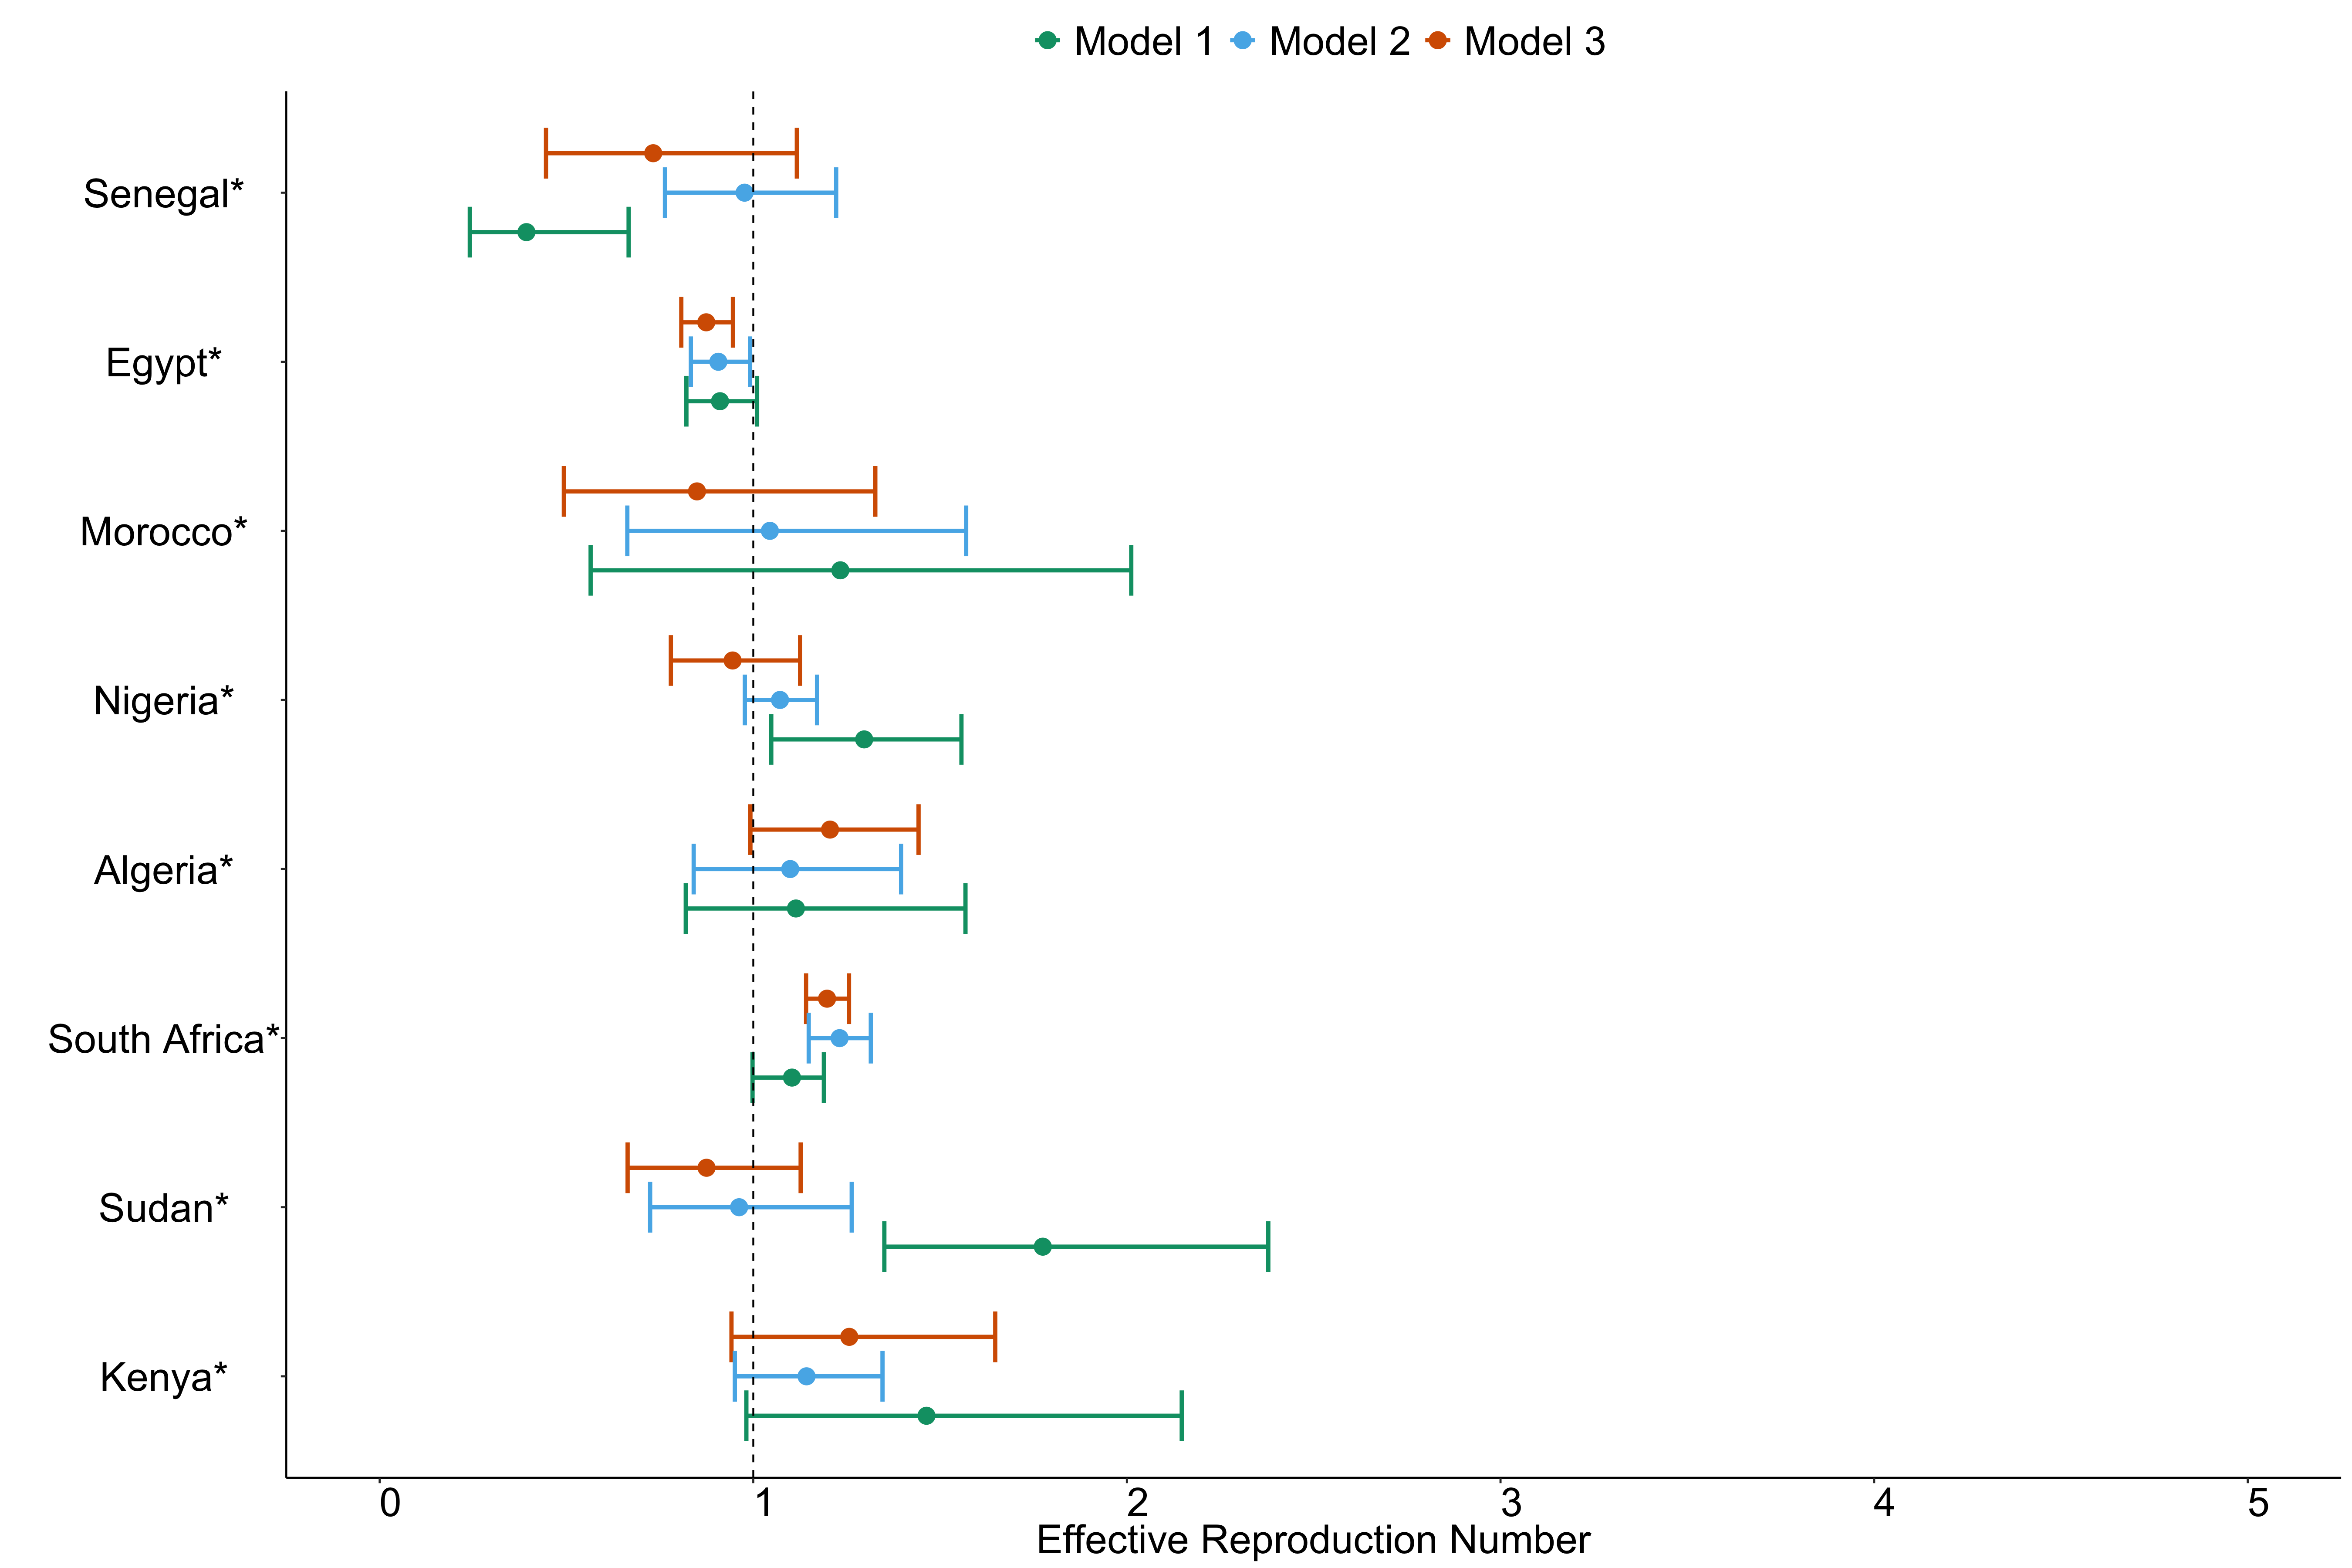 Model 1 Model 2 Model 3
Senegal*
Egypt*
Morocco*
Nigeria*
Algeria*
South Africa*
Sudan*
Kenya*
0 1 2 3 4 5
Effective Reproduction Number